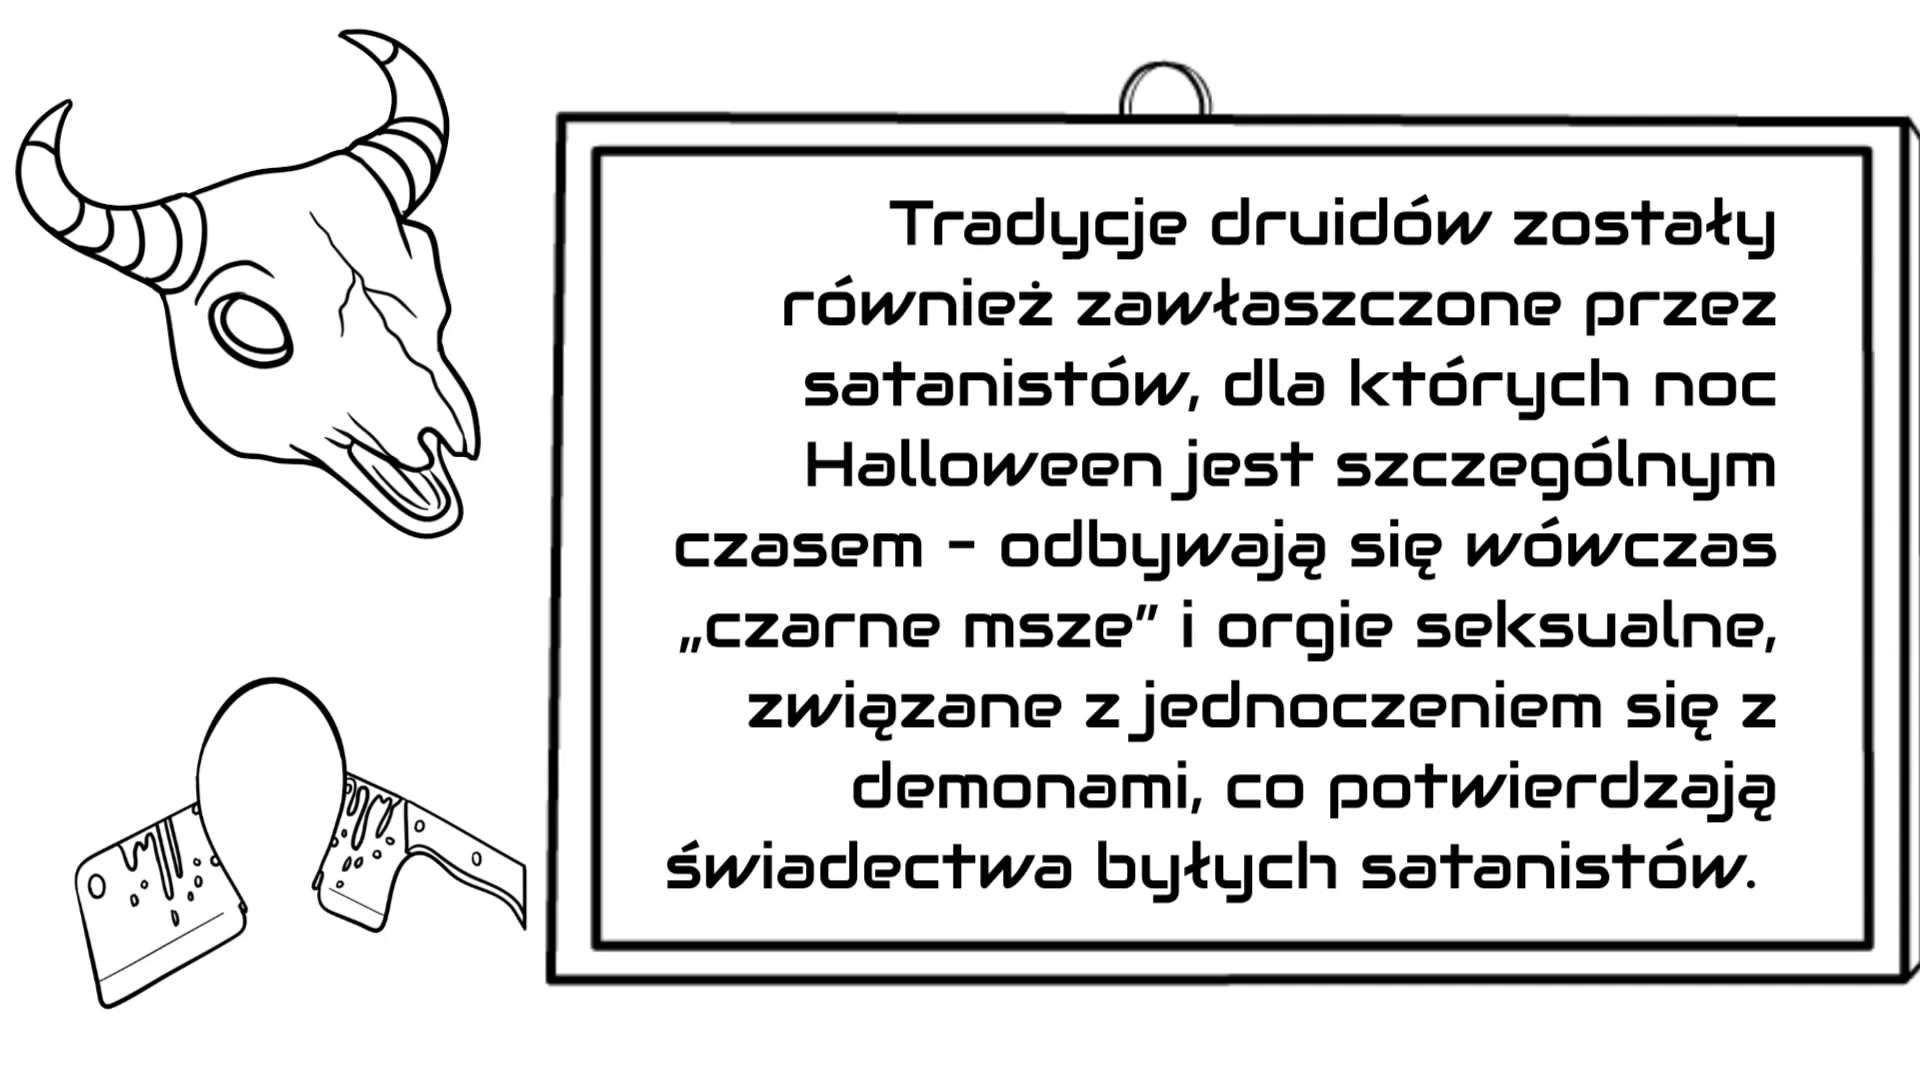 Tradycje druidów zostały
również zawłaszczone przez
satanistów, dla których noc
Halloween jest szczególnym
czasem - odbywają się wówczas
„czarne msze” i orgie seksualne,
związane z jednoczeniem się z
demonami, co potwierdzają
świadectwa byłych satanistów.